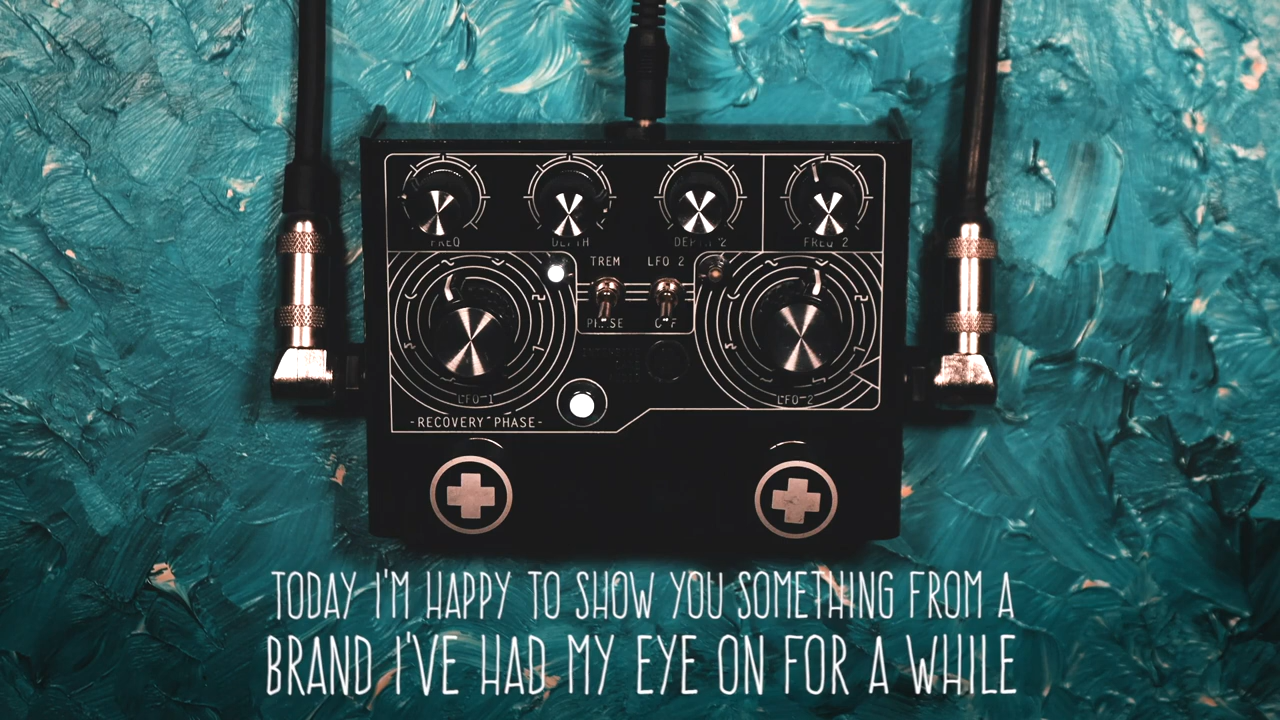 FREQ DEPTH DEPTH 2 FREQ 2
TREM LFO 2
PHASE OFF
LFO-1 LFO-2
-RECOVERY PHASE-
TODAY I'M HAPPY TO SHOW YOU SOMETHING FROM A
BRAND I'VE HAD MY EYE ON FOR A WHILE